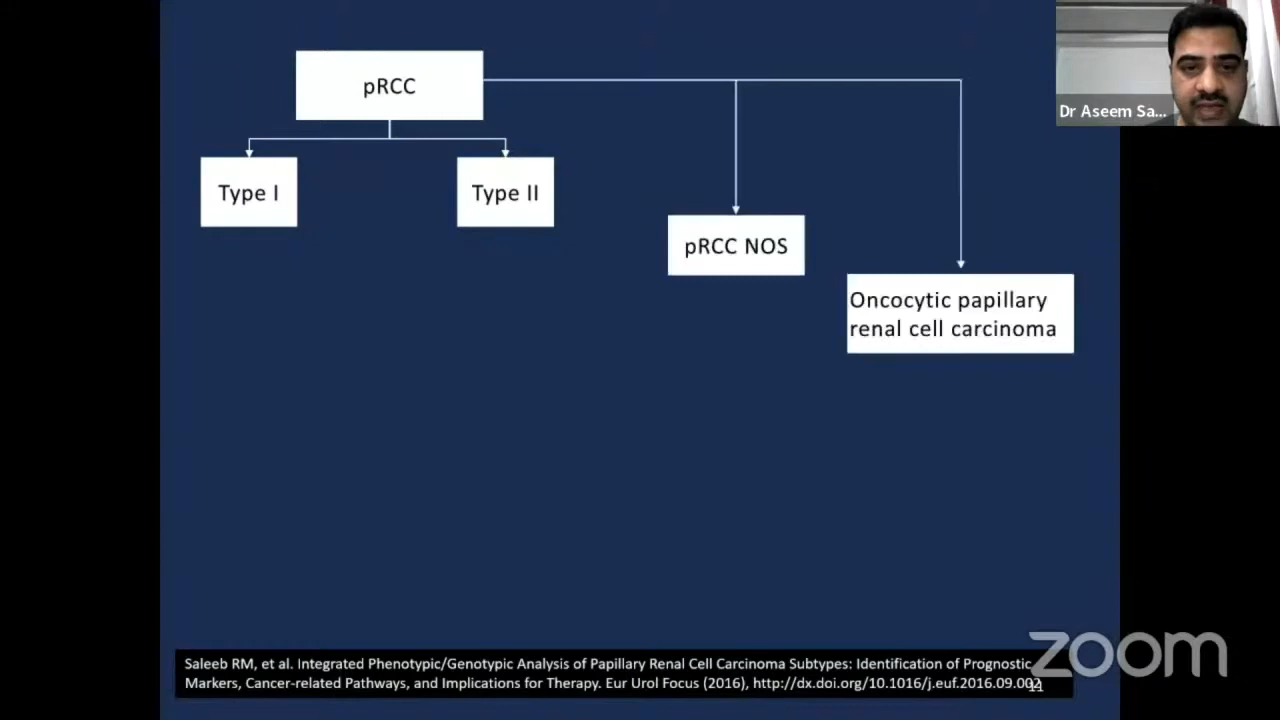 pRCC
Dr Aseem Sa...
Type I
Type II
pRCC NOS
Oncocytic papillary
renal cell carcinoma
zoom
Saleeb RM, et al. Integrated Phenotypic/Genotypic Analysis of Papillary Renal Cell Carcinoma Subtypes: Identification of Prognostic
Markers, Cancer-related Pathways, and Implications for Therapy. Eur Urol Focus (2016), http://dx.doi.org/10.1016/j.euf.2016.09.002
11